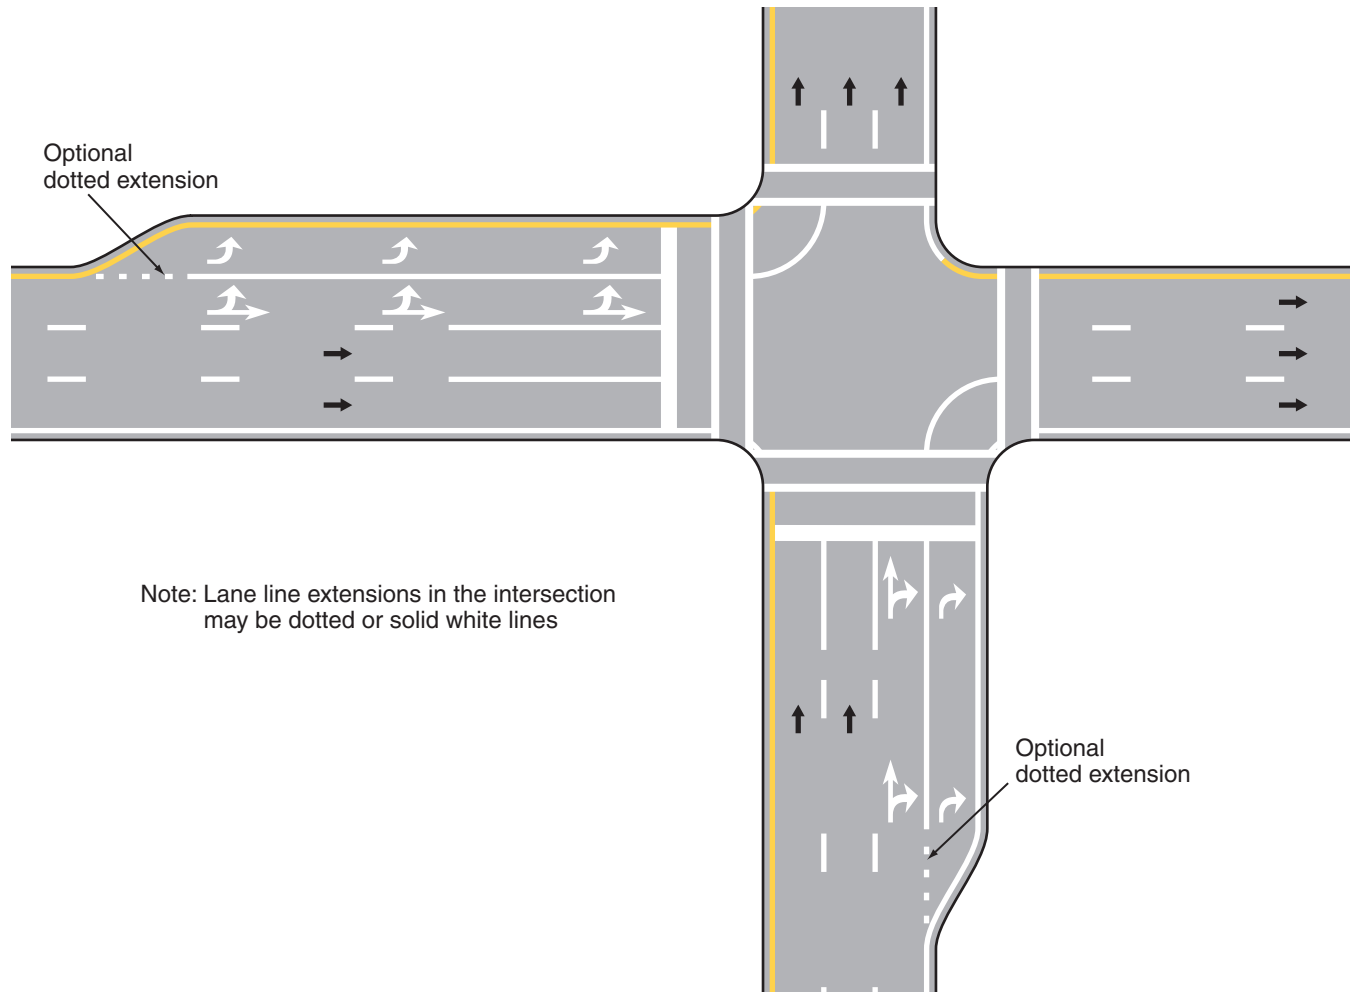 Optional
dotted extension
Note: Lane line extensions in the intersection
may be dotted or solid white lines
Optional
dotted extension